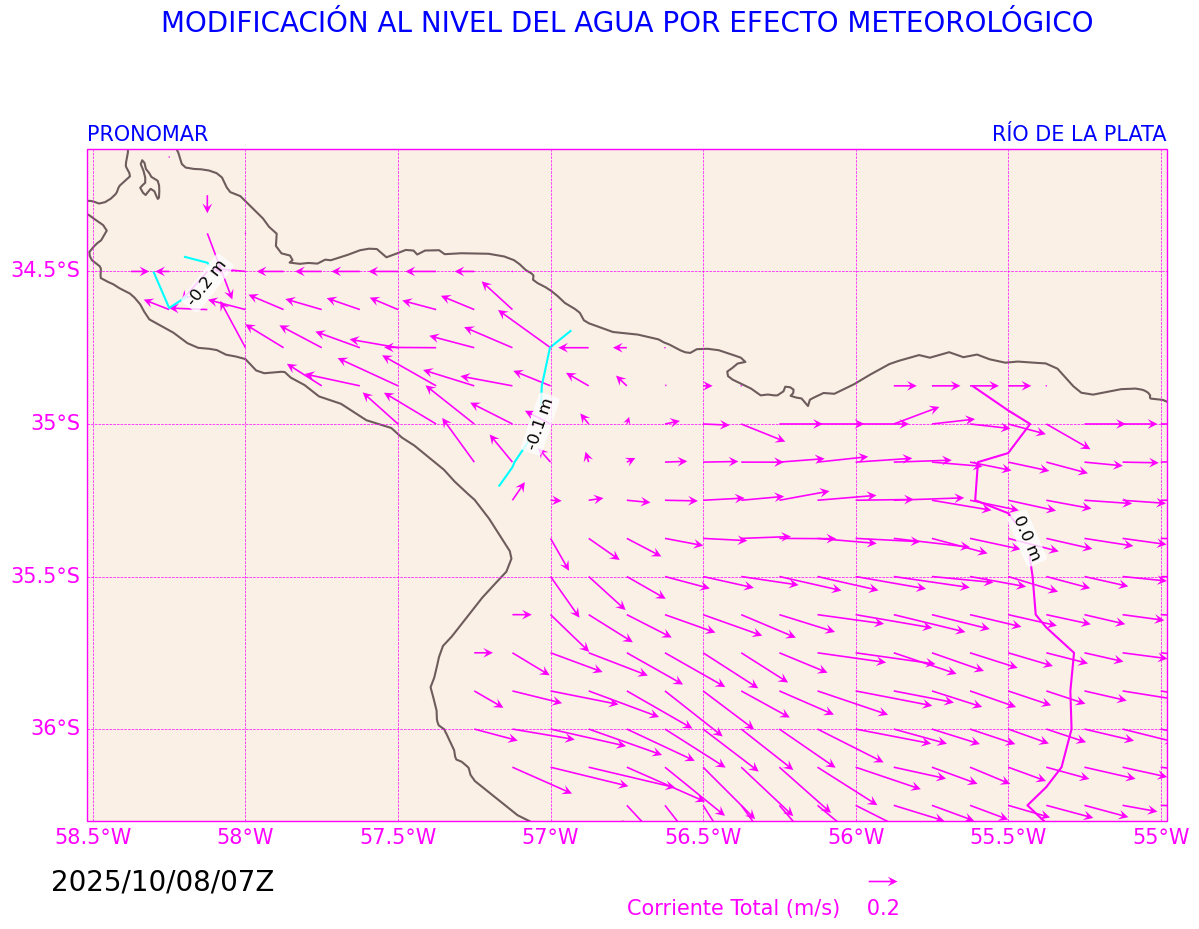 MODIFICACIÓN AL NIVEL DEL AGUA POR EFECTO METEOROLÓGICO
PRONOMAR
RÍO DE LA PLATA
34.5°S
-0.2 m
-0.1 m
35°S
0.0 m
35.5°S
36°S
58.5°W 58°W 57.5°W 57°W 56.5°W 56°W 55.5°W 55°W
2025/10/08/07Z
Corriente Total (m/s) 0.2